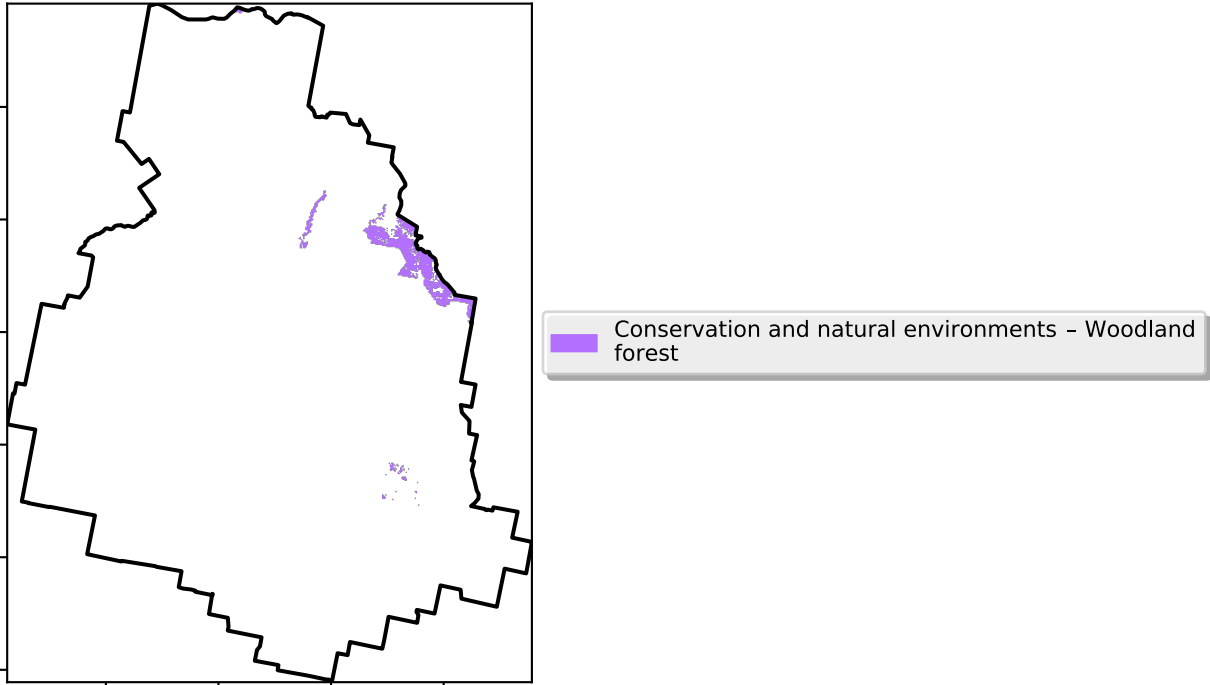 Conservation and natural environments – Woodland
forest